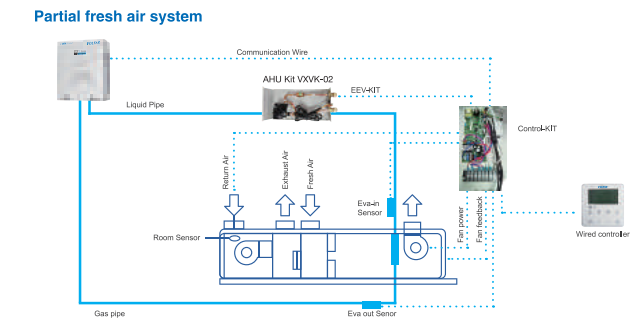 Partial fresh air system
Communication Wire
AHU Kit VXVK-02
EEV-KIT
Liquid Pipe
Control-KIT
Return Air
Exhaust Air
Fresh Air
Eva-in
Sensor
Fan power
Fan feedback
Room Sensor
Wired controller
Gas pipe
Eva out Senor